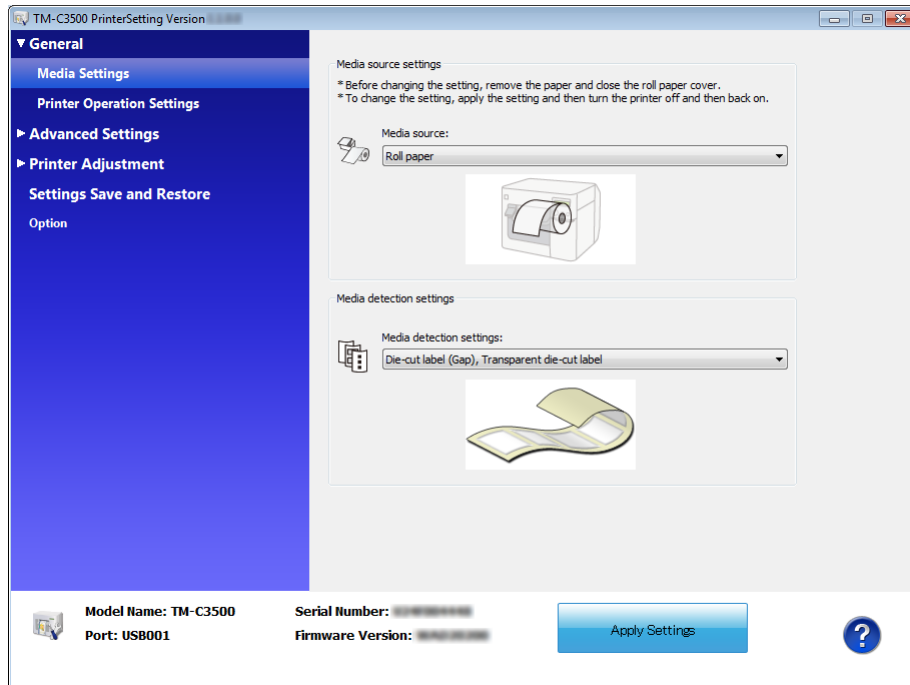 TM-C3500 PrinterSetting Version
General
Media Settings
Printer Operation Settings
Advanced Settings
Printer Adjustment
Settings Save and Restore
Option
Media source settings
* Before changing the setting, remove the paper and close the roll paper cover.
* To change the setting, apply the setting and then turn the printer off and then back on.
Media source:
Roll paper
Media detection settings
Media detection settings:
Die-cut label (Gap), Transparent die-cut label
Model Name: TM-C3500
Port: USB001
Serial Number:
Firmware Version:
Apply Settings
?